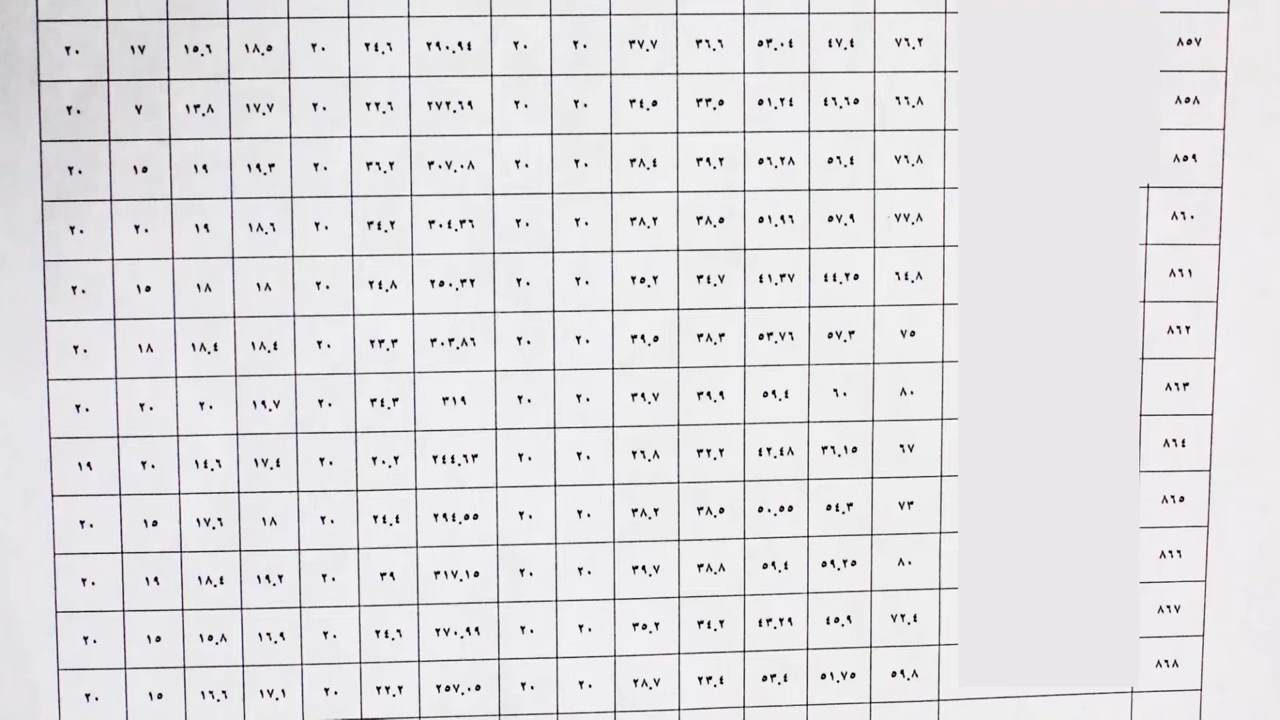 ٨٥٧ ٧٦.٢ ٤٧.٤ ٥٣.٠٤ ٣٦.٦ ٣٧.٧ ٢٠ ٢٠ ٢٩٠.٩٤ ٢٤.٦ ٢٠ ١٨.٥ ١٥.٦ ١٧ ٢٠
٨٥٨ ٦٦.٨ ٤٦.٦٥ ٥١.٢٤ ٣٣.٥ ٣٤.٥ ٢٠ ٢٠ ٢٧٢.٦٩ ٢٢.٦ ٢٠ ١٧.٧ ١٣.٨ ٧ ٢٠
٨٥٩ ٧٦.٨ ٥٦.٤ ٥٦.٢٨ ٣٩.٢ ٣٨.٤ ٢٠ ٢٠ ٣٠٧.٠٨ ٣٦.٢ ٢٠ ١٩.٣ ١٩ ١٥ ٢٠
٨٦٠ ٧٧.٨ ٥٧.٩ ٥١.٩٦ ٣٨.٥ ٣٨.٢ ٢٠ ٢٠ ٣٠٤.٣٦ ٣٤.٢ ٢٠ ١٨.٦ ١٩ ٢٠ ٢٠
٨٦١ ٦٤.٨ ٤٤.٢٥ ٤١.٣٧ ٣٤.٧ ٢٥.٢ ٢٠ ٢٠ ٢٥٠.٣٢ ٢٤.٨ ٢٠ ١٨ ١٨ ١٥ ٢٠
٨٦٢ ٧٥ ٥٧.٣ ٥٣.٧٦ ٣٨.٣ ٣٩.٥ ٢٠ ٢٠ ٣٠٣.٨٦ ٢٣.٣ ٢٠ ١٨.٤ ١٨.٤ ١٨ ٢٠
٨٦٣ ٨٠ ٦٠ ٥٩.٤ ٣٩.٩ ٣٩.٧ ٢٠ ٢٠ ٣١٩ ٣٤.٣ ٢٠ ١٩.٧ ٢٠ ٢٠ ٢٠
٨٦٤ ٦٧ ٣٦.١٥ ٤٢.٤٨ ٣٢.٢ ٢٦.٨ ٢٠ ٢٠ ٢٤٤.٦٣ ٢٠.٢ ٢٠ ١٧.٤ ١٤.٦ ٢٠ ١٩
٨٦٥ ٧٣ ٥٤.٣ ٥٠.٥٥ ٣٨.٥ ٣٨.٢ ٢٠ ٢٠ ٢٩٤.٥٥ ٢٤.٤ ٢٠ ١٨ ١٧.٦ ١٥ ٢٠
٨٦٦ ٨٠ ٥٩.٢٥ ٥٩.٤ ٣٨.٨ ٣٩.٧ ٢٠ ٢٠ ٣١٧.١٥ ٣٩ ٢٠ ١٩.٢ ١٨.٤ ١٩ ٢٠
٨٦٧ ٧٢.٤ ٤٥.٩ ٤٣.٢٩ ٣٤.٢ ٣٥.٢ ٢٠ ٢٠ ٢٧٠.٩٩ ٢٤.٦ ٢٠ ١٦.٩ ١٥.٨ ١٥ ٢٠
٨٦٨ ٥٩.٨ ٥١.٧٥ ٥٣.٤ ٢٣.٤ ٢٨.٧ ٢٠ ٢٠ ٢٥٧.٠٥ ٢٢.٢ ٢٠ ١٧.١ ١٦.٦ ١٥ ٢٠